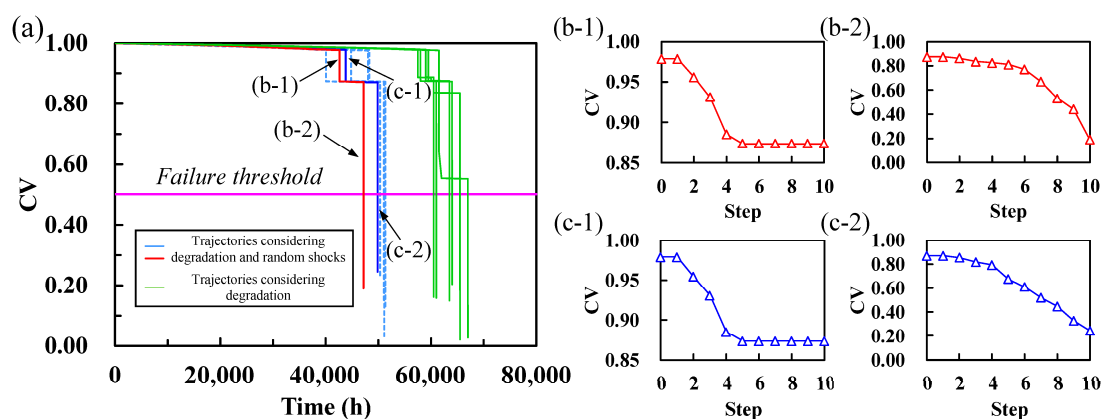 (a)
1.00
0.80
0.60
0.40
0.20
0.00
CV
0
20,000
40,000
60,000
80,000
Time (h)
(b-1)
(c-1)
(b-2)
Failure threshold
(c-2)
Trajectories considering
degradation and random shocks
Trajectories considering
degradation
(b-1)
1.00
0.95
0.90
0.85
CV
0 2 4 6 8 10
Step
(b-2)
1.00
0.80
0.60
0.40
0.20
0.00
CV
0 2 4 6 8 10
Step
(c-1)
1.00
0.95
0.90
0.85
CV
0 2 4 6 8 10
Step
(c-2)
1.00
0.80
0.60
0.40
0.20
0.00
CV
0 2 4 6 8 10
Step